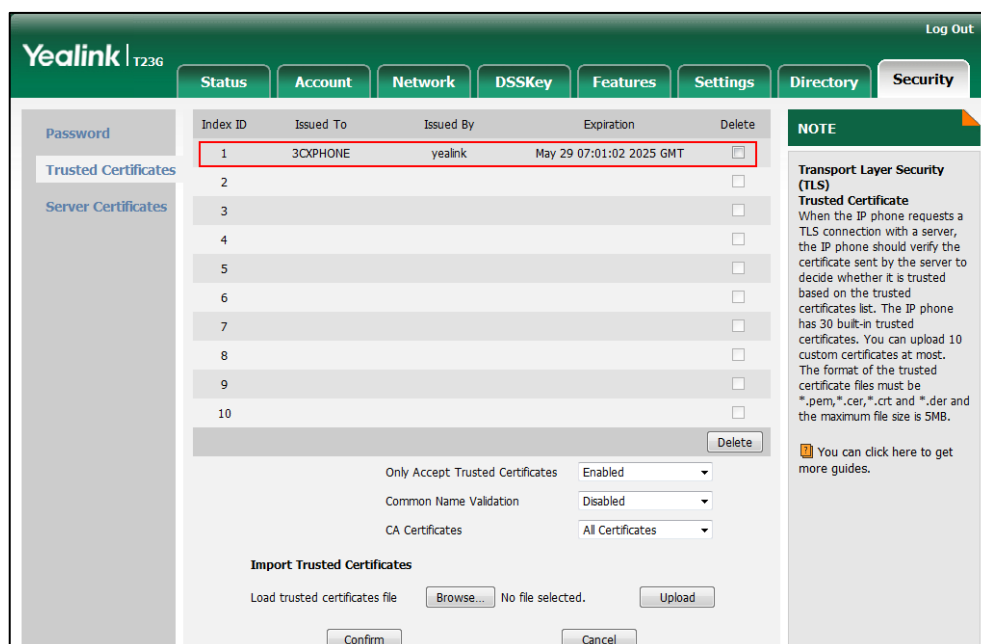 Log Out
Yealink T23G
Status Account Network DSSKey Features Settings Directory Security
Password
Trusted Certificates
Server Certificates
Index ID Issued To Issued By Expiration Delete
1 3CXPHONE yealink May 29 07:01:02 2025 GMT
2
3
4
5
6
7
8
9
10
Delete
Only Accept Trusted Certificates Enabled
Common Name Validation Disabled
CA Certificates All Certificates
Import Trusted Certificates
Load trusted certificates file Browse... No file selected. Upload
Confirm Cancel
NOTE
Transport Layer Security
(TLS)
Trusted Certificate
When the IP phone requests a
TLS connection with a server,
the IP phone should verify the
certificate sent by the server to
decide whether it is trusted
based on the trusted
certificates list. The IP phone
has 30 built-in trusted
certificates. You can upload 10
custom certificates at most.
The format of the trusted
certificate files must be
*.pem,*.cer,*.crt and *.der and
the maximum file size is 5MB.
You can click here to get
more guides.